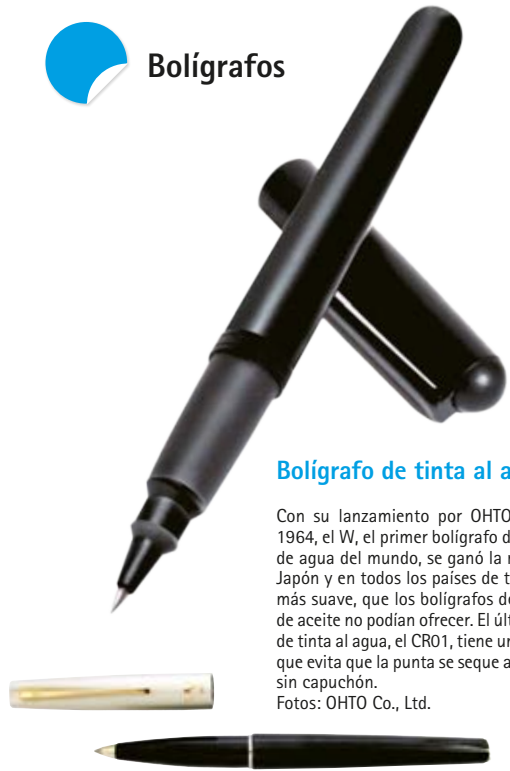 Bolígrafos
Bolígrafo de tinta al
Con su lanzamiento por OHTO
1964, el W, el primer bolígrafo
de agua del mundo, se ganó la
Japón y en todos los países de
más suave, que los bolígrafos
de aceite no podían ofrecer. El
de tinta al agua, el CR01, tiene
que evita que la punta se seque
sin capuchón.
Fotos: OHTO Co., Ltd.